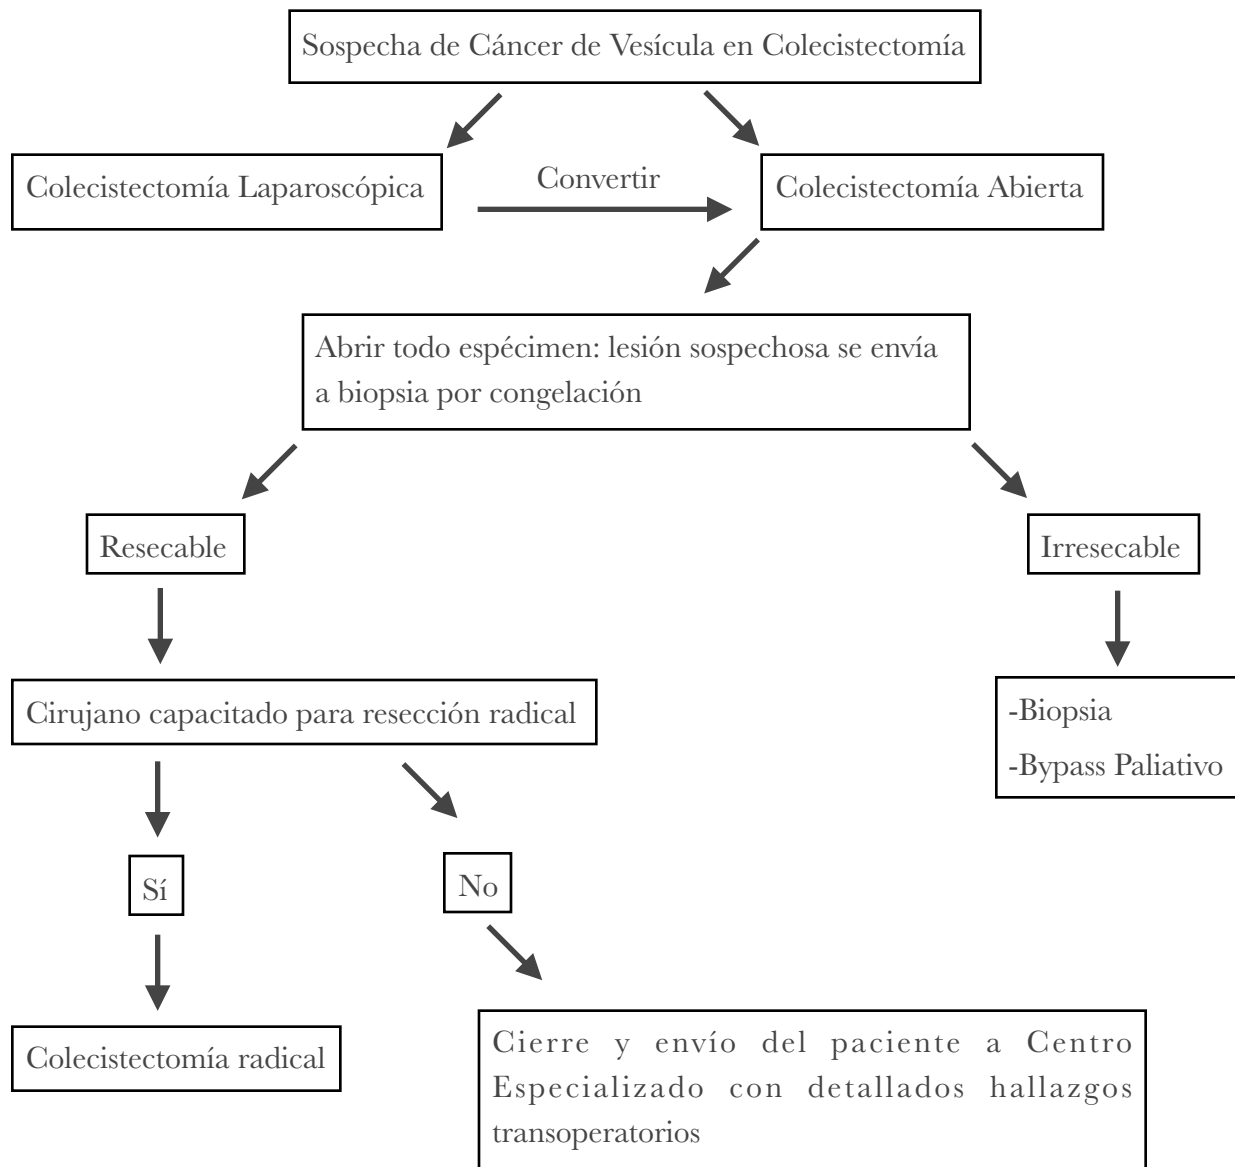 Sospecha de Cáncer de Vesícula en Colecistectomía
Colecistectomía Laparoscópica
Convertir
Colecistectomía Abierta
Abrir todo espécimen: lesión sospechosa se envía
a biopsia por congelación
Resecable
Irresecable
Cirujano capacitado para resección radical
-Biopsia
-Bypass Paliativo
Sí
No
Colecistectomía radical
Cierre y envío del paciente a Centro
Especializado con detallados hallazgos
transoperatorios